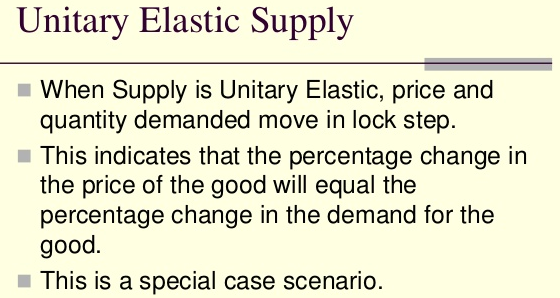 Unitary Elastic Supply
When Supply is Unitary Elastic, price and
quantity demanded move in lock step.
This indicates that the percentage change in
the price of the good will equal the
percentage change in the demand for the
good.
This is a special case scenario.